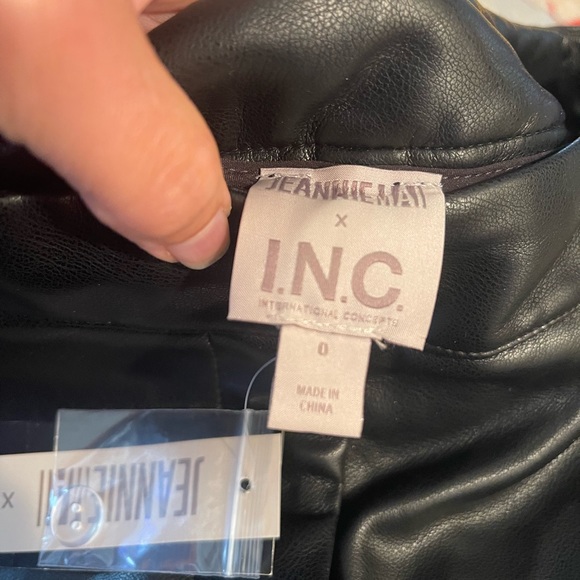 JEANNIE MAI
X
I.N.C.
INTERNATIONAL CONCEPTS
0
MADE IN
CHINA
JEANNIE MAI
X